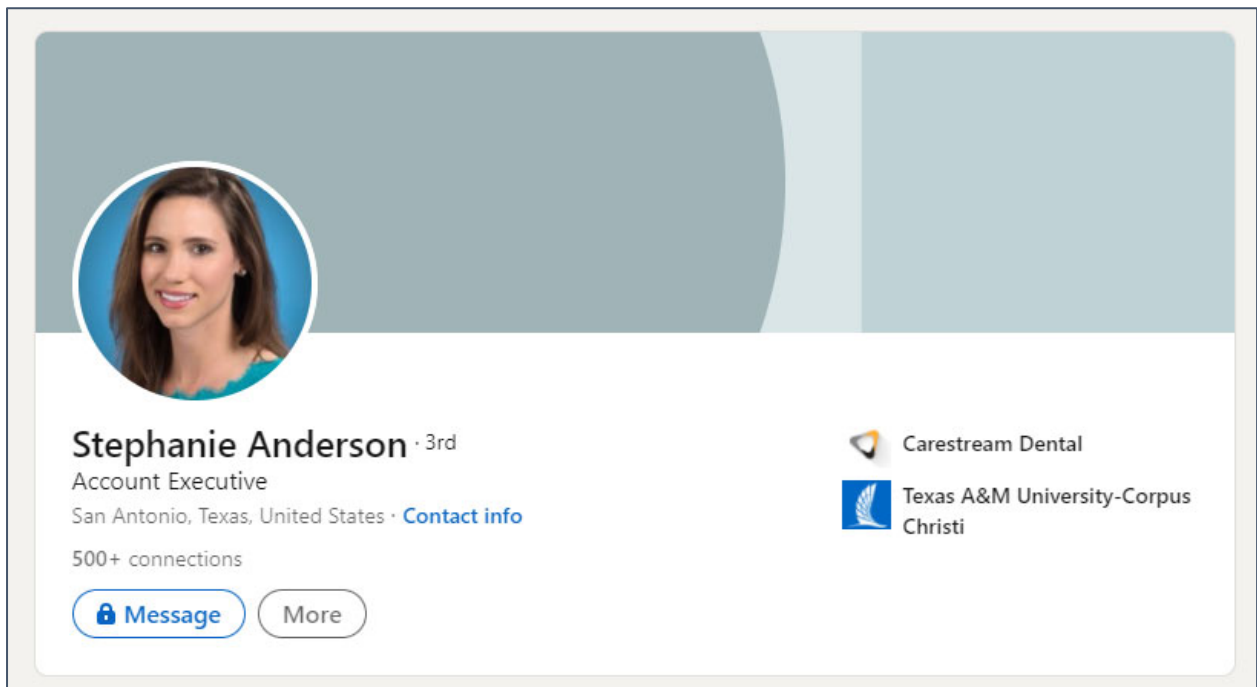 Stephanie Anderson · 3rd
Account Executive
San Antonio, Texas, United States · Contact info
500+ connections
Message
More
Carestream Dental
Texas A&M University-Corpus
Christi